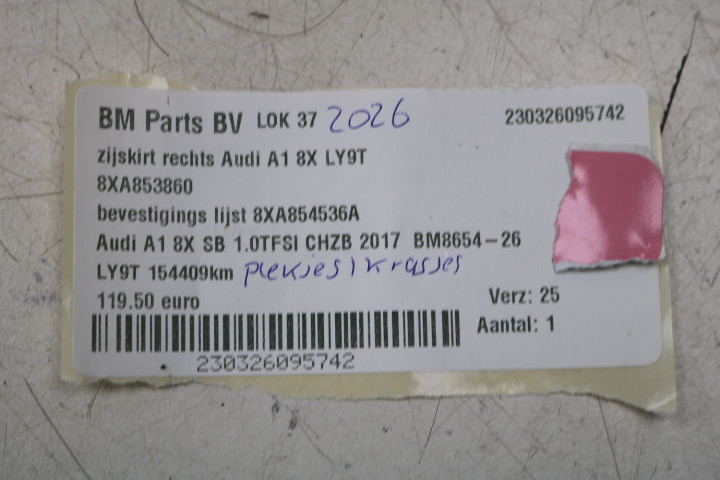 BM Parts BV LOK 37 2026 230326095742
zijskirt rechts Audi A1 8X LY9T
8XA853860
bevestigings lijst 8XA854536A
Audi A1 8X SB 1.0TFSI CHZB 2017 BM8654-26
LY9T 154409km plekjes / krasjes
119.50 euro Verz: 25
Aantal: 1
230326095742